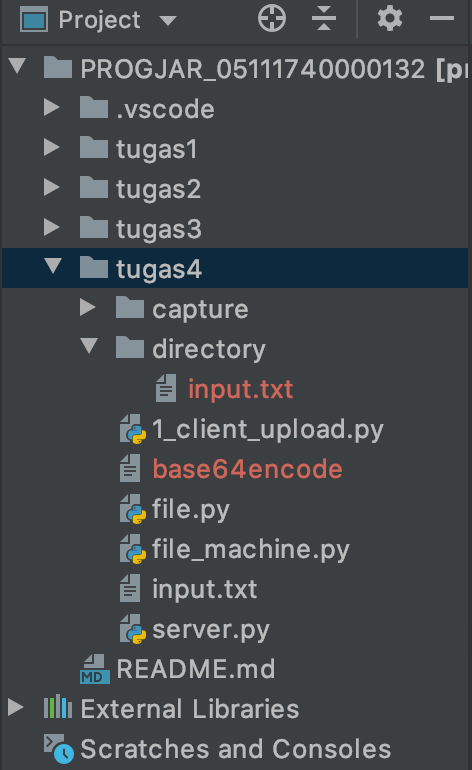 Project
PROGJAR_05111740000132 [pr
.vscode
tugas1
tugas2
tugas3
tugas4
capture
directory
input.txt
1_client_upload.py
base64encode
file.py
file_machine.py
input.txt
server.py
MD README.md
External Libraries
Scratches and Consoles